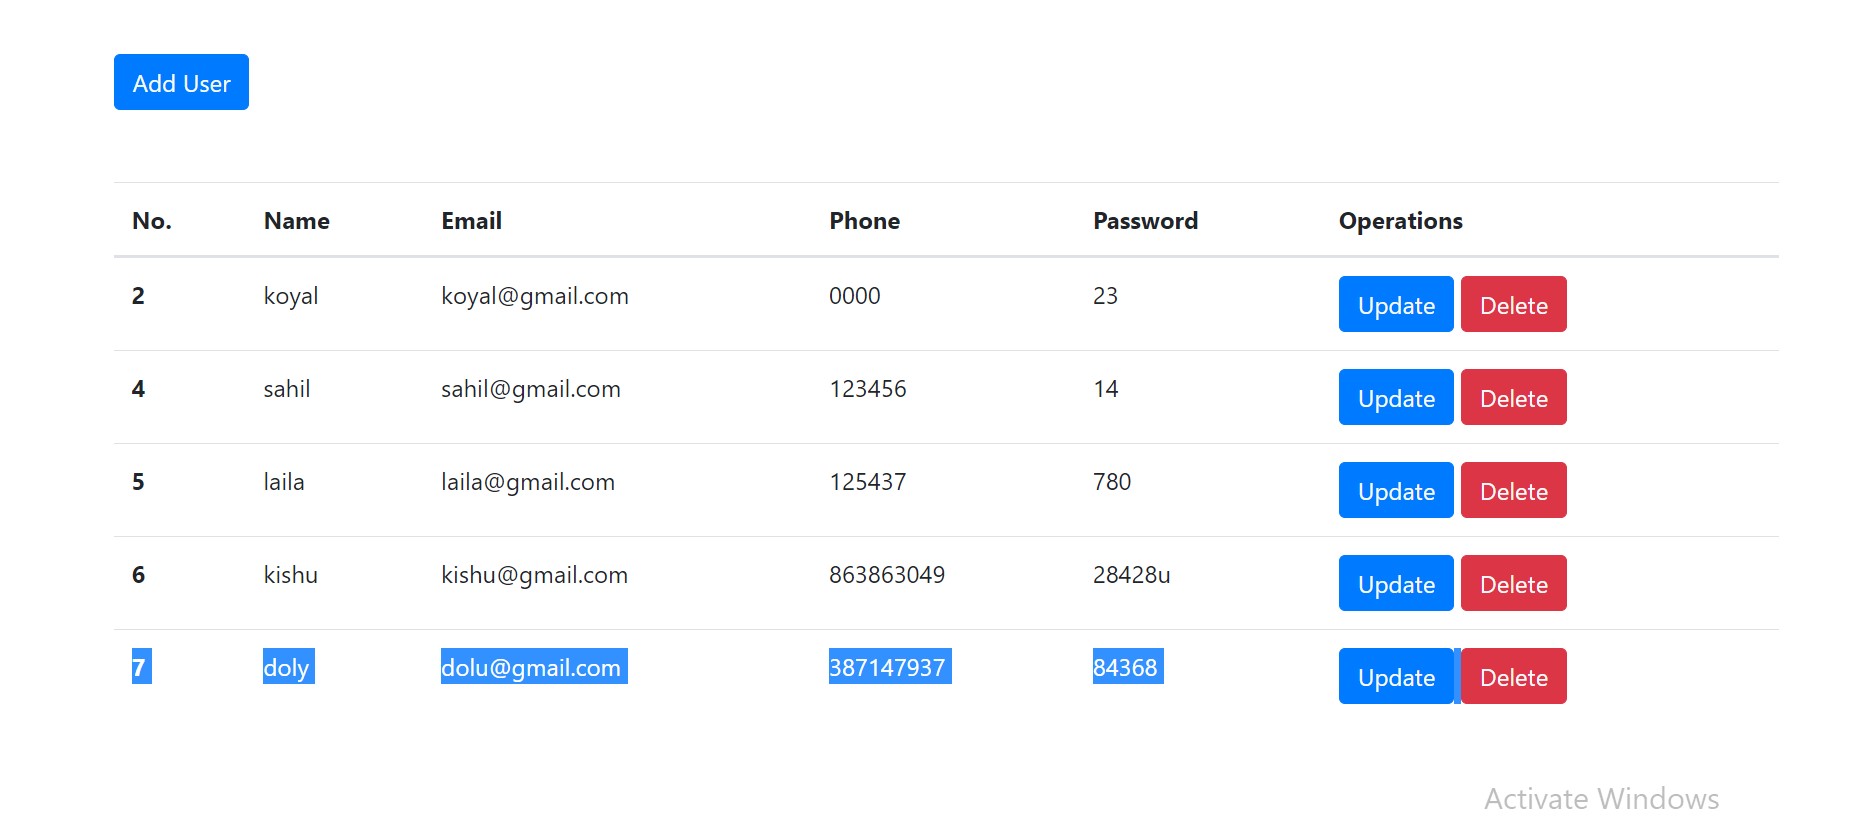 Add User
No. Name Email Phone Password Operations
2 koyal koyal@gmail.com 0000 23 Update Delete
4 sahil sahil@gmail.com 123456 14 Update Delete
5 laila laila@gmail.com 125437 780 Update Delete
6 kishu kishu@gmail.com 863863049 28428u Update Delete
7 doly dolu@gmail.com 387147937 84368 Update Delete
Activate Windows